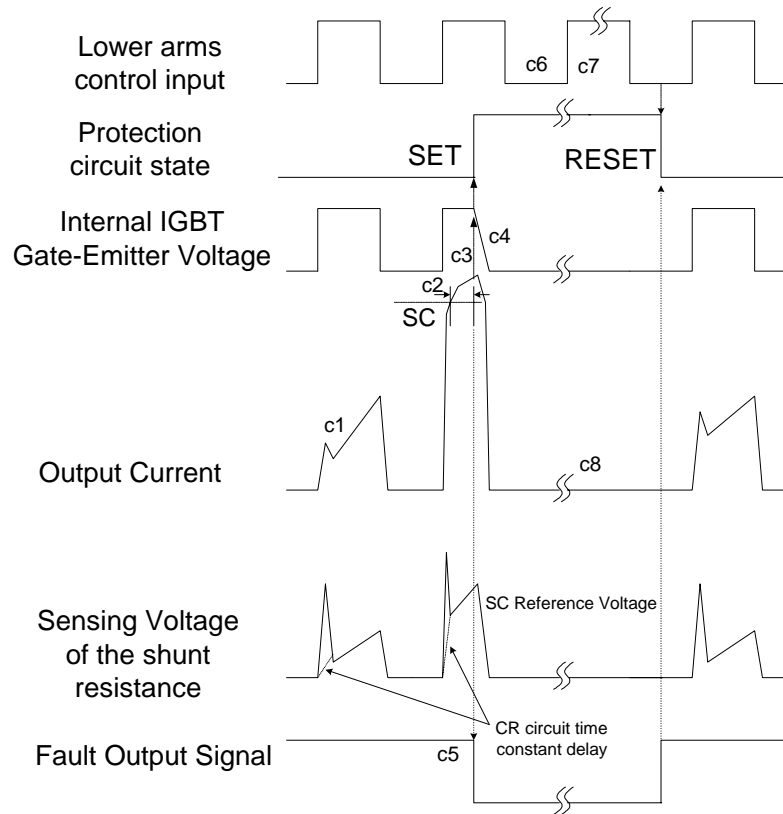 Lower arms
control input
c6
c7
Protection
circuit state
SET
RESET
Internal IGBT
Gate-Emitter Voltage
c4
c3
c2
SC
c1
Output Current
c8
Sensing Voltage
of the shunt
resistance
SC Reference Voltage
CR circuit time
constant delay
Fault Output Signal
c5